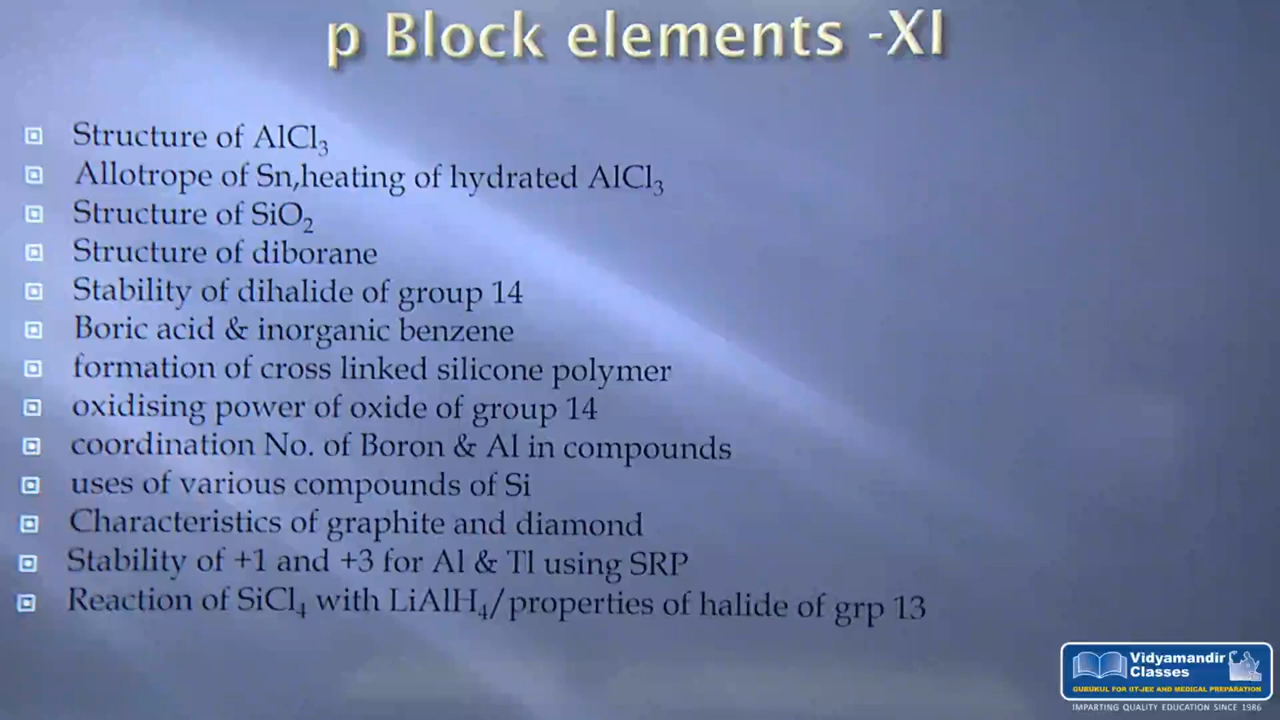 p Block elements -XI
Structure of AlCl₃
Allotrope of Sn,heating of hydrated AlCl₃
Structure of SiO₂
Structure of diborane
Stability of dihalide of group 14
Boric acid & inorganic benzene
formation of cross linked silicone polymer
oxidising power of oxide of group 14
coordination No. of Boron & Al in compounds
uses of various compounds of Si
Characteristics of graphite and diamond
Stability of +1 and +3 for Al & Tl using SRP
Reaction of SiCl₄ with LiAlH₄/properties of halide of grp 13
Vidyamandir
Classes
GURUKUL FOR IIT-JEE AND MEDICAL PREPARATION
IMPARTING QUALITY EDUCATION SINCE 1986